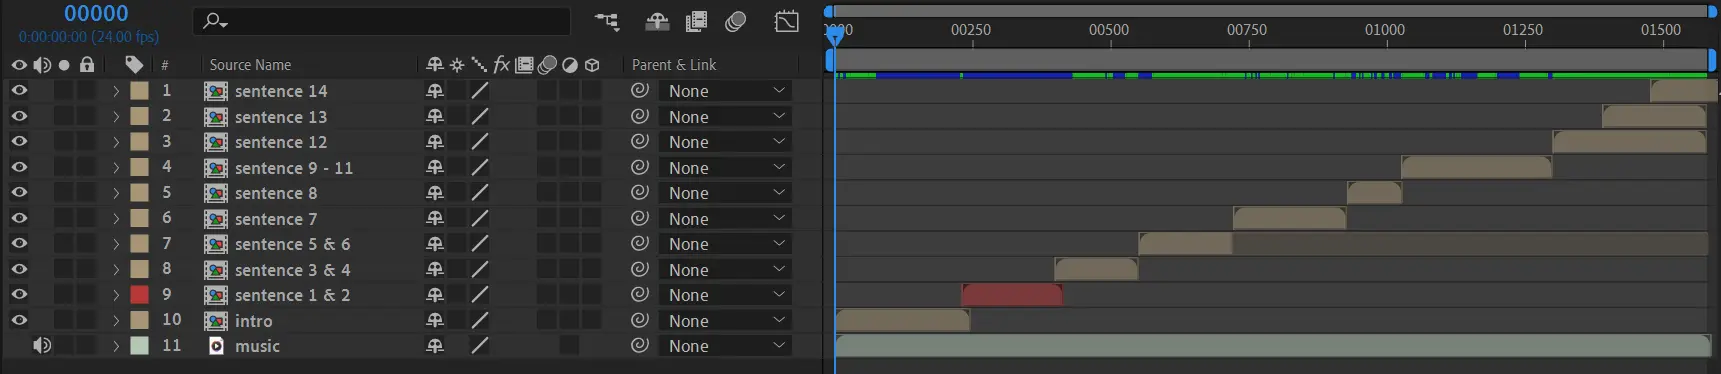 00000
0:00:00:00 (24.00 fps)
00250 00500 00750 01000 01250 01500
# Source Name fx Parent & Link
1 sentence 14 None
2 sentence 13 None
3 sentence 12 None
4 sentence 9 - 11 None
5 sentence 8 None
6 sentence 7 None
7 sentence 5 & 6 None
8 sentence 3 & 4 None
9 sentence 1 & 2 None
10 intro None
11 music None